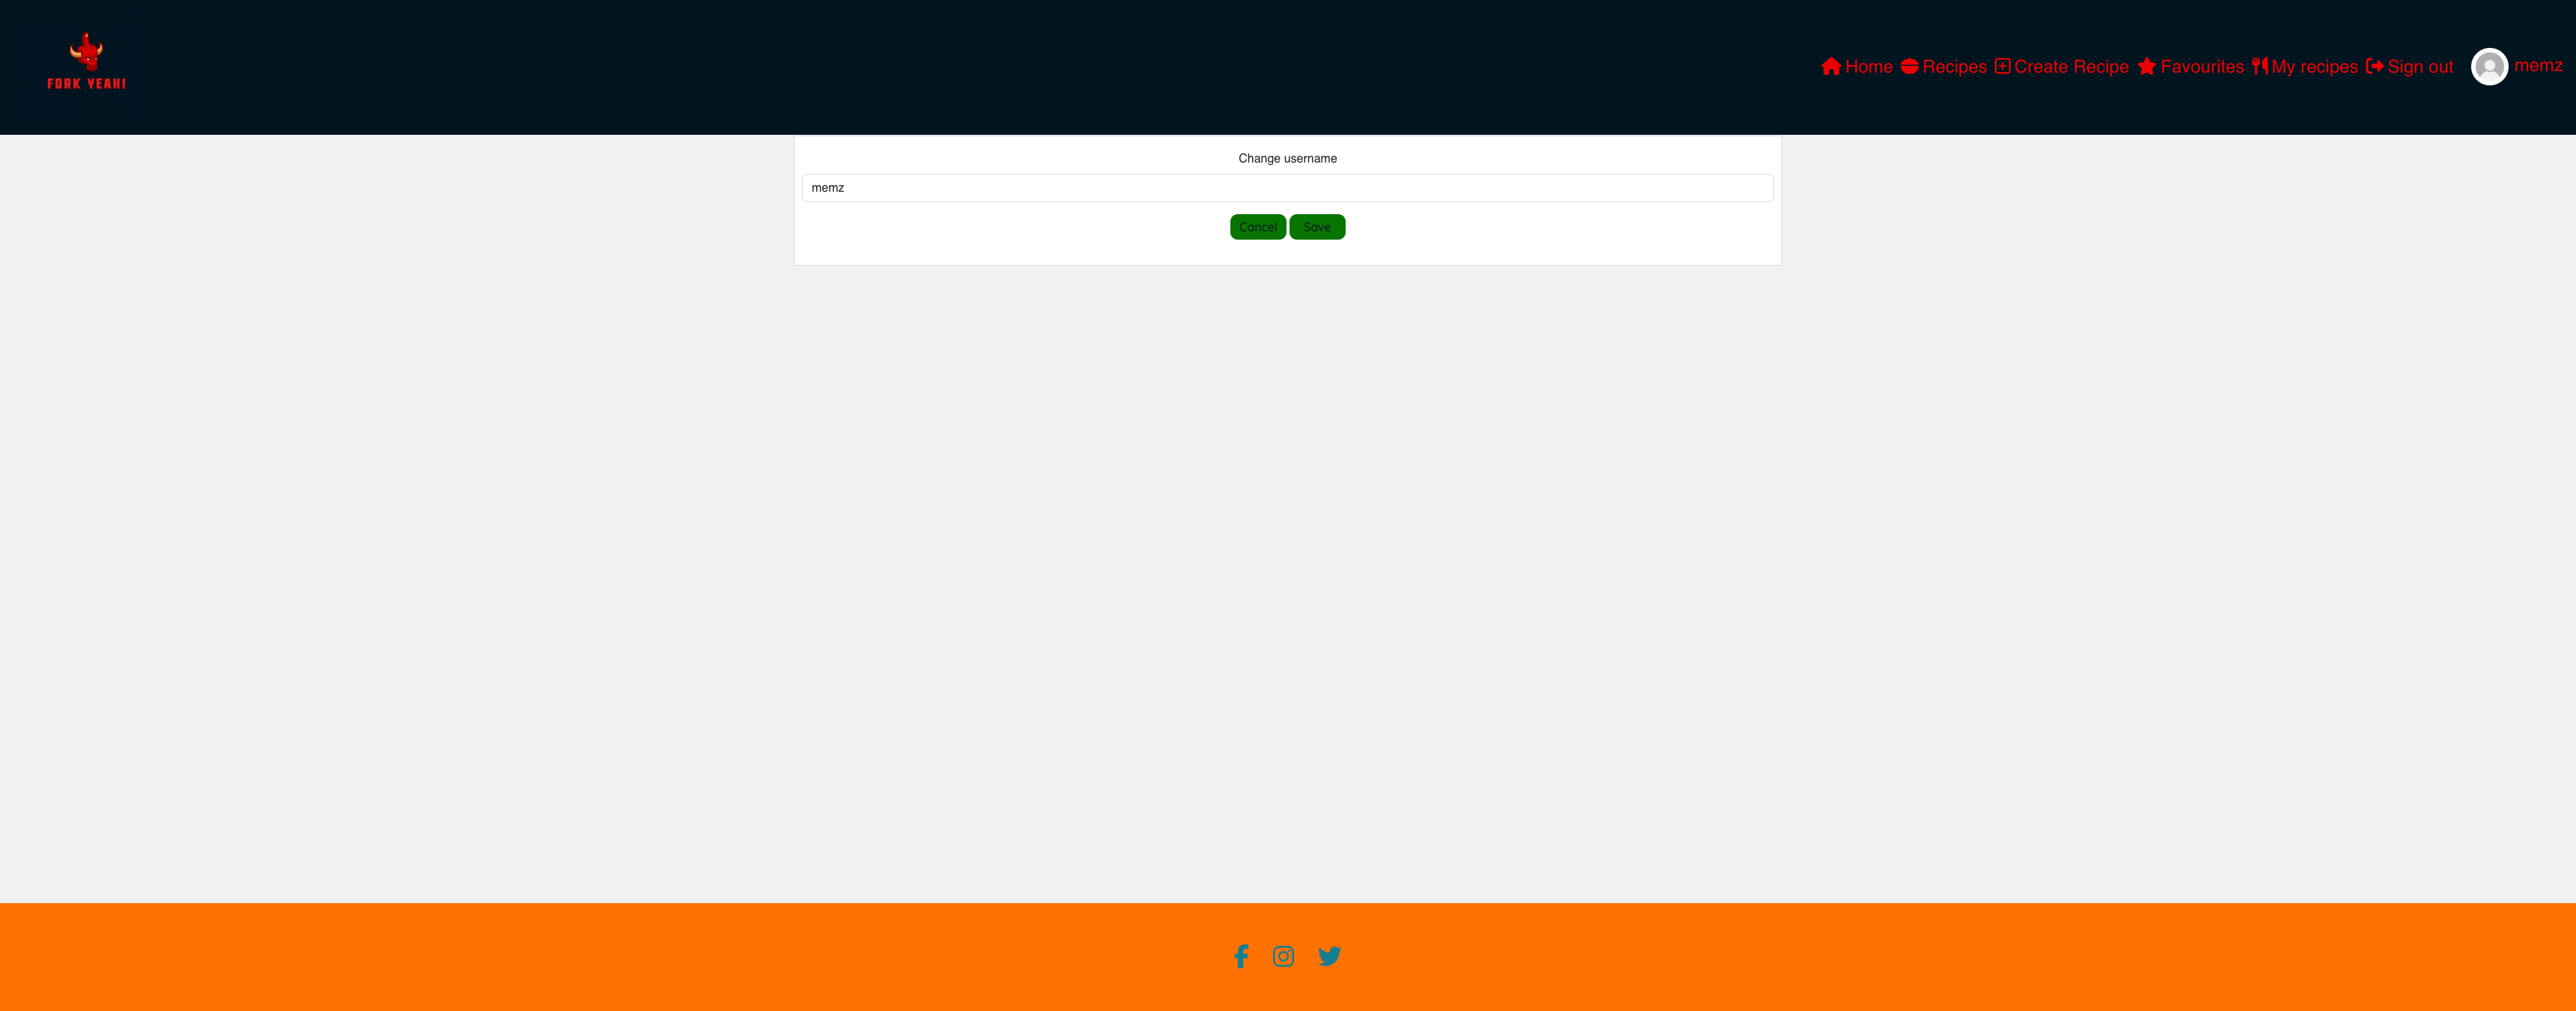 FORK YEAH!
Home Recipes Create Recipe Favourites My recipes Sign out memz
Change username
memz
Cancel Save